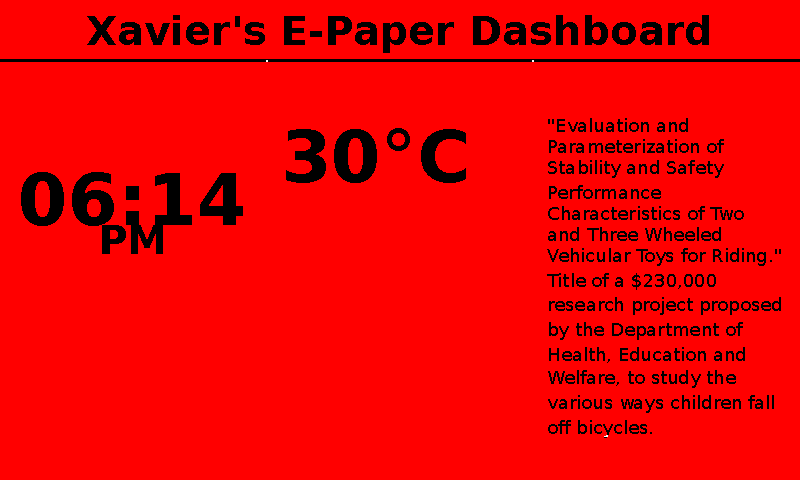 Xavier's E-Paper Dashboard
06:14
PM
30°C
"Evaluation and
Parameterization of
Stability and Safety
Performance
Characteristics of Two
and Three Wheeled
Vehicular Toys for Riding."
Title of a $230,000
research project proposed
by the Department of
Health, Education and
Welfare, to study the
various ways children fall
off bicycles.